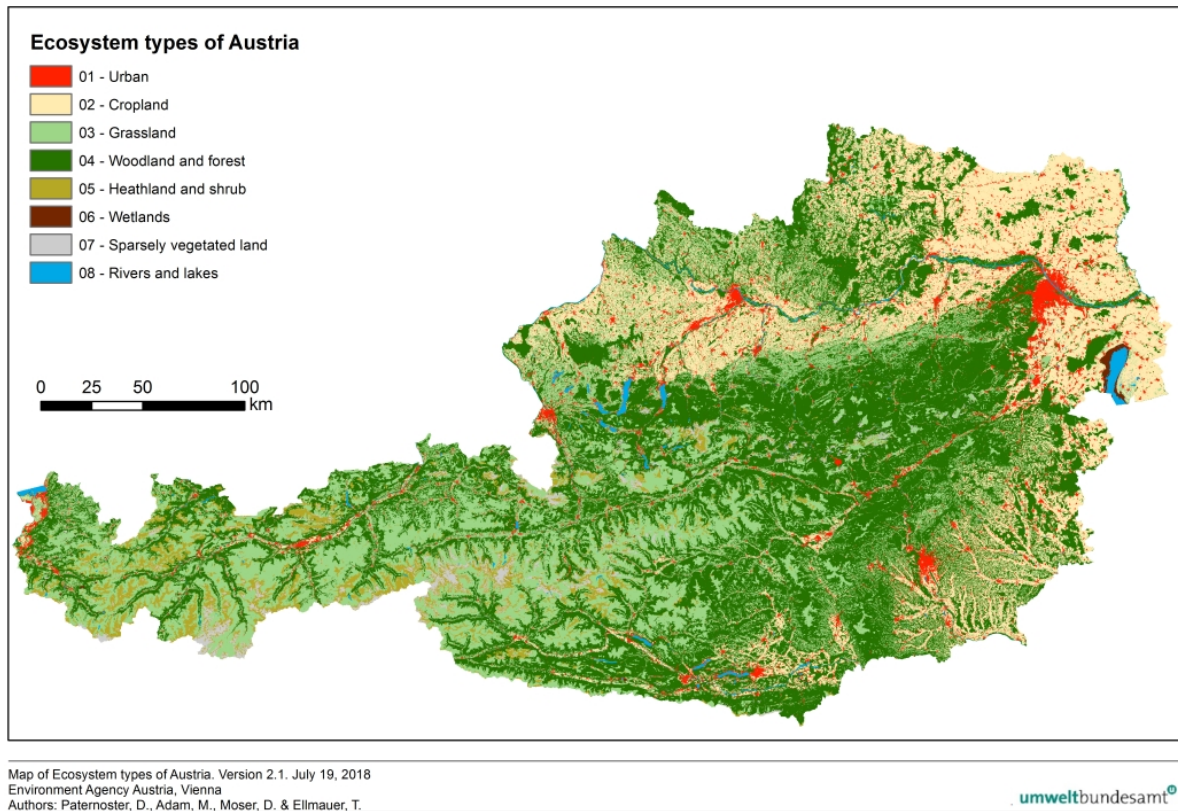 Ecosystem types of Austria
01 - Urban
02 - Cropland
03 - Grassland
04 - Woodland and forest
05 - Heathland and shrub
06 - Wetlands
07 - Sparsely vegetated land
08 - Rivers and lakes
0 25 50 100
km
Map of Ecosystem types of Austria. Version 2.1. July 19, 2018
Environment Agency Austria, Vienna
Authors: Paternoster, D., Adam, M., Moser, D. & Ellmauer, T.
umweltbundesamt